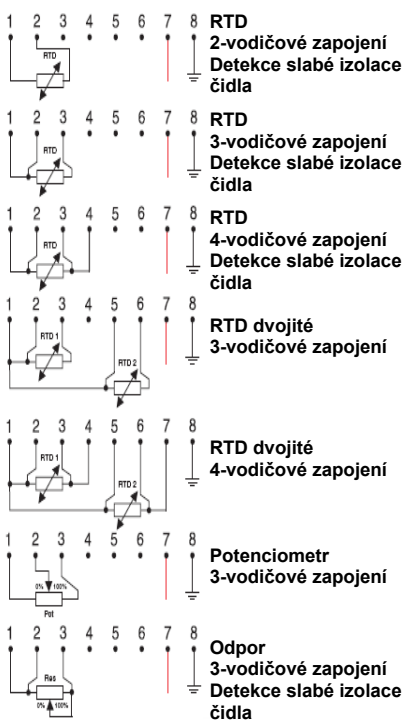 1 2 3 4 5 6 7 8
RTD
RTD
2-vodičové zapojení
Detekce slabé izolace
čidla
1 2 3 4 5 6 7 8
RTD
RTD
3-vodičové zapojení
Detekce slabé izolace
čidla
1 2 3 4 5 6 7 8
RTD
RTD
4-vodičové zapojení
Detekce slabé izolace
čidla
1 2 3 4 5 6 7 8
RTD 1
RTD 2
RTD dvojité
3-vodičové zapojení
1 2 3 4 5 6 7 8
RTD 1
RTD 2
RTD dvojité
4-vodičové zapojení
1 2 3 4 5 6 7 8
0% 100%
Pot
Potenciometr
3-vodičové zapojení
1 2 3 4 5 6 7 8
Res
0% 100%
Odpor
3-vodičové zapojení
Detekce slabé izolace
čidla